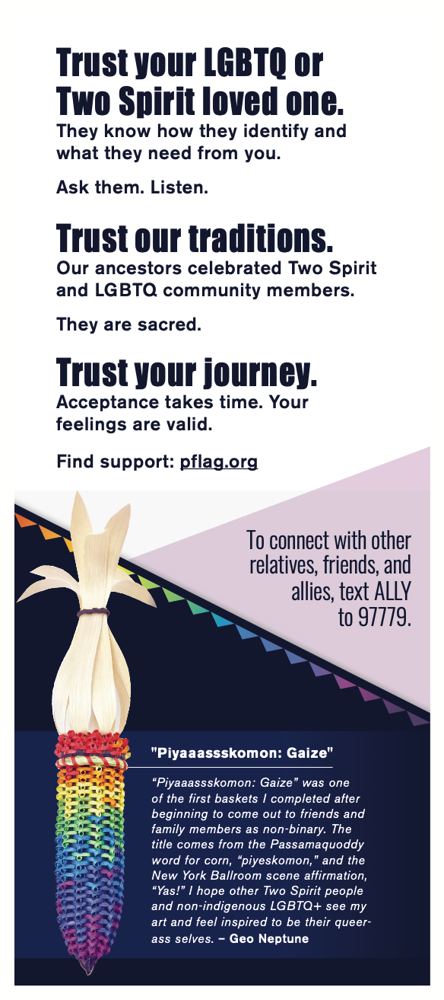 Trust your LGBTQ or
Two Spirit loved one.
They know how they identify and
what they need from you.
Ask them. Listen.
Trust our traditions.
Our ancestors celebrated Two Spirit
and LGBTQ community members.
They are sacred.
Trust your journey.
Acceptance takes time. Your
feelings are valid.
Find support: pflag.org
To connect with other
relatives, friends, and
allies, text ALLY
to 97779.
"Piyaaassskomon: Gaize"
“Piyaaassskomon: Gaize” was one
of the first baskets I completed after
beginning to come out to friends and
family members as non-binary. The
title comes from the Passamaquoddy
word for corn, “piyeskomon,” and the
New York Ballroom scene affirmation,
“Yas!” I hope other Two Spirit people
and non-indigenous LGBTQ+ see my
art and feel inspired to be their queer-
ass selves. – Geo Neptune